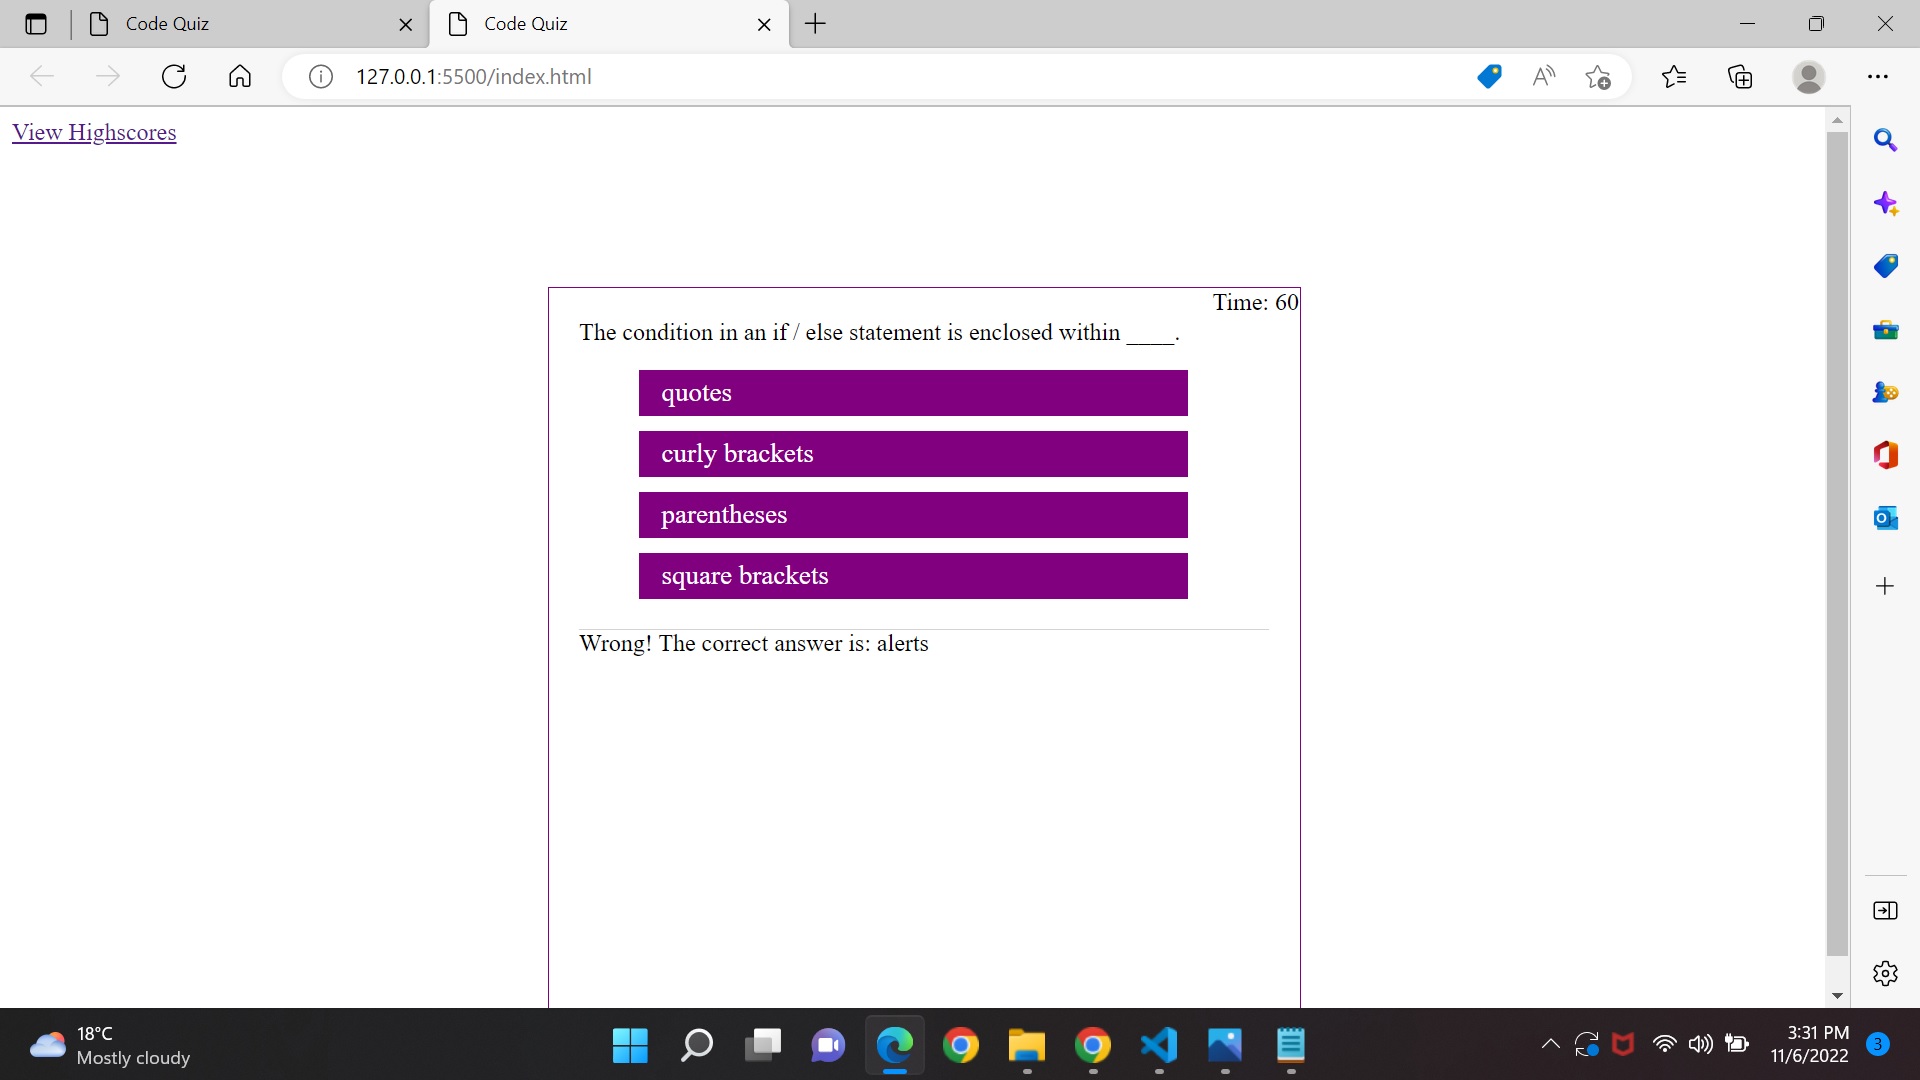 Code Quiz
Code Quiz
127.0.0.1:5500/index.html
View Highscores
Time: 60
The condition in an if / else statement is enclosed within ____.
quotes
curly brackets
parentheses
square brackets
Wrong! The correct answer is: alerts
18°C
Mostly cloudy
3:31 PM
11/6/2022
3